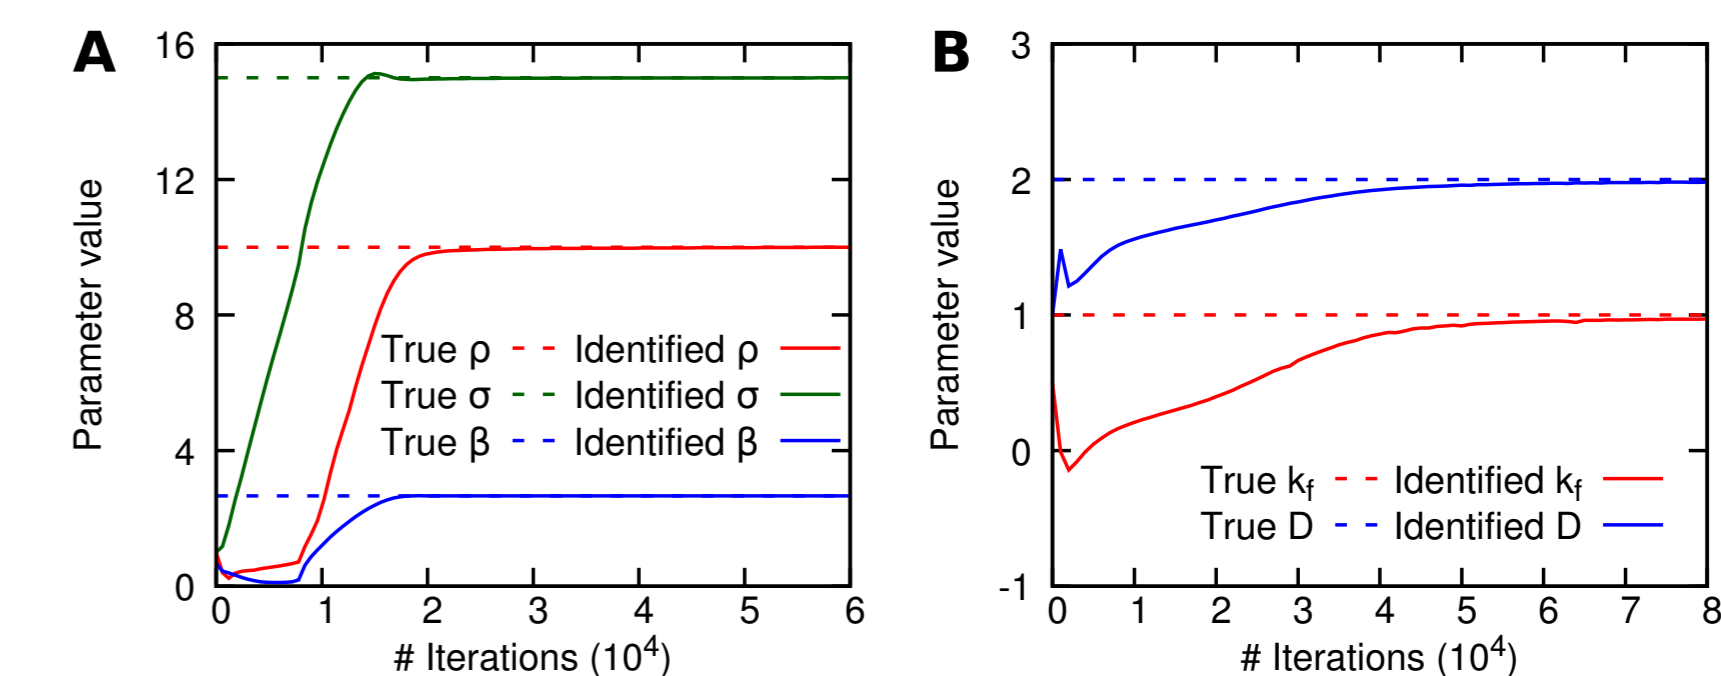 A
Parameter value
16
12
8
4
0
True ρ Identified ρ
True σ Identified σ
True β Identified β
0 1 2 3 4 5 6
# Iterations (10⁴)
B
Parameter value
3
2
1
0
-1
True k_f Identified k_f
True D Identified D
0 1 2 3 4 5 6 7 8
# Iterations (10⁴)